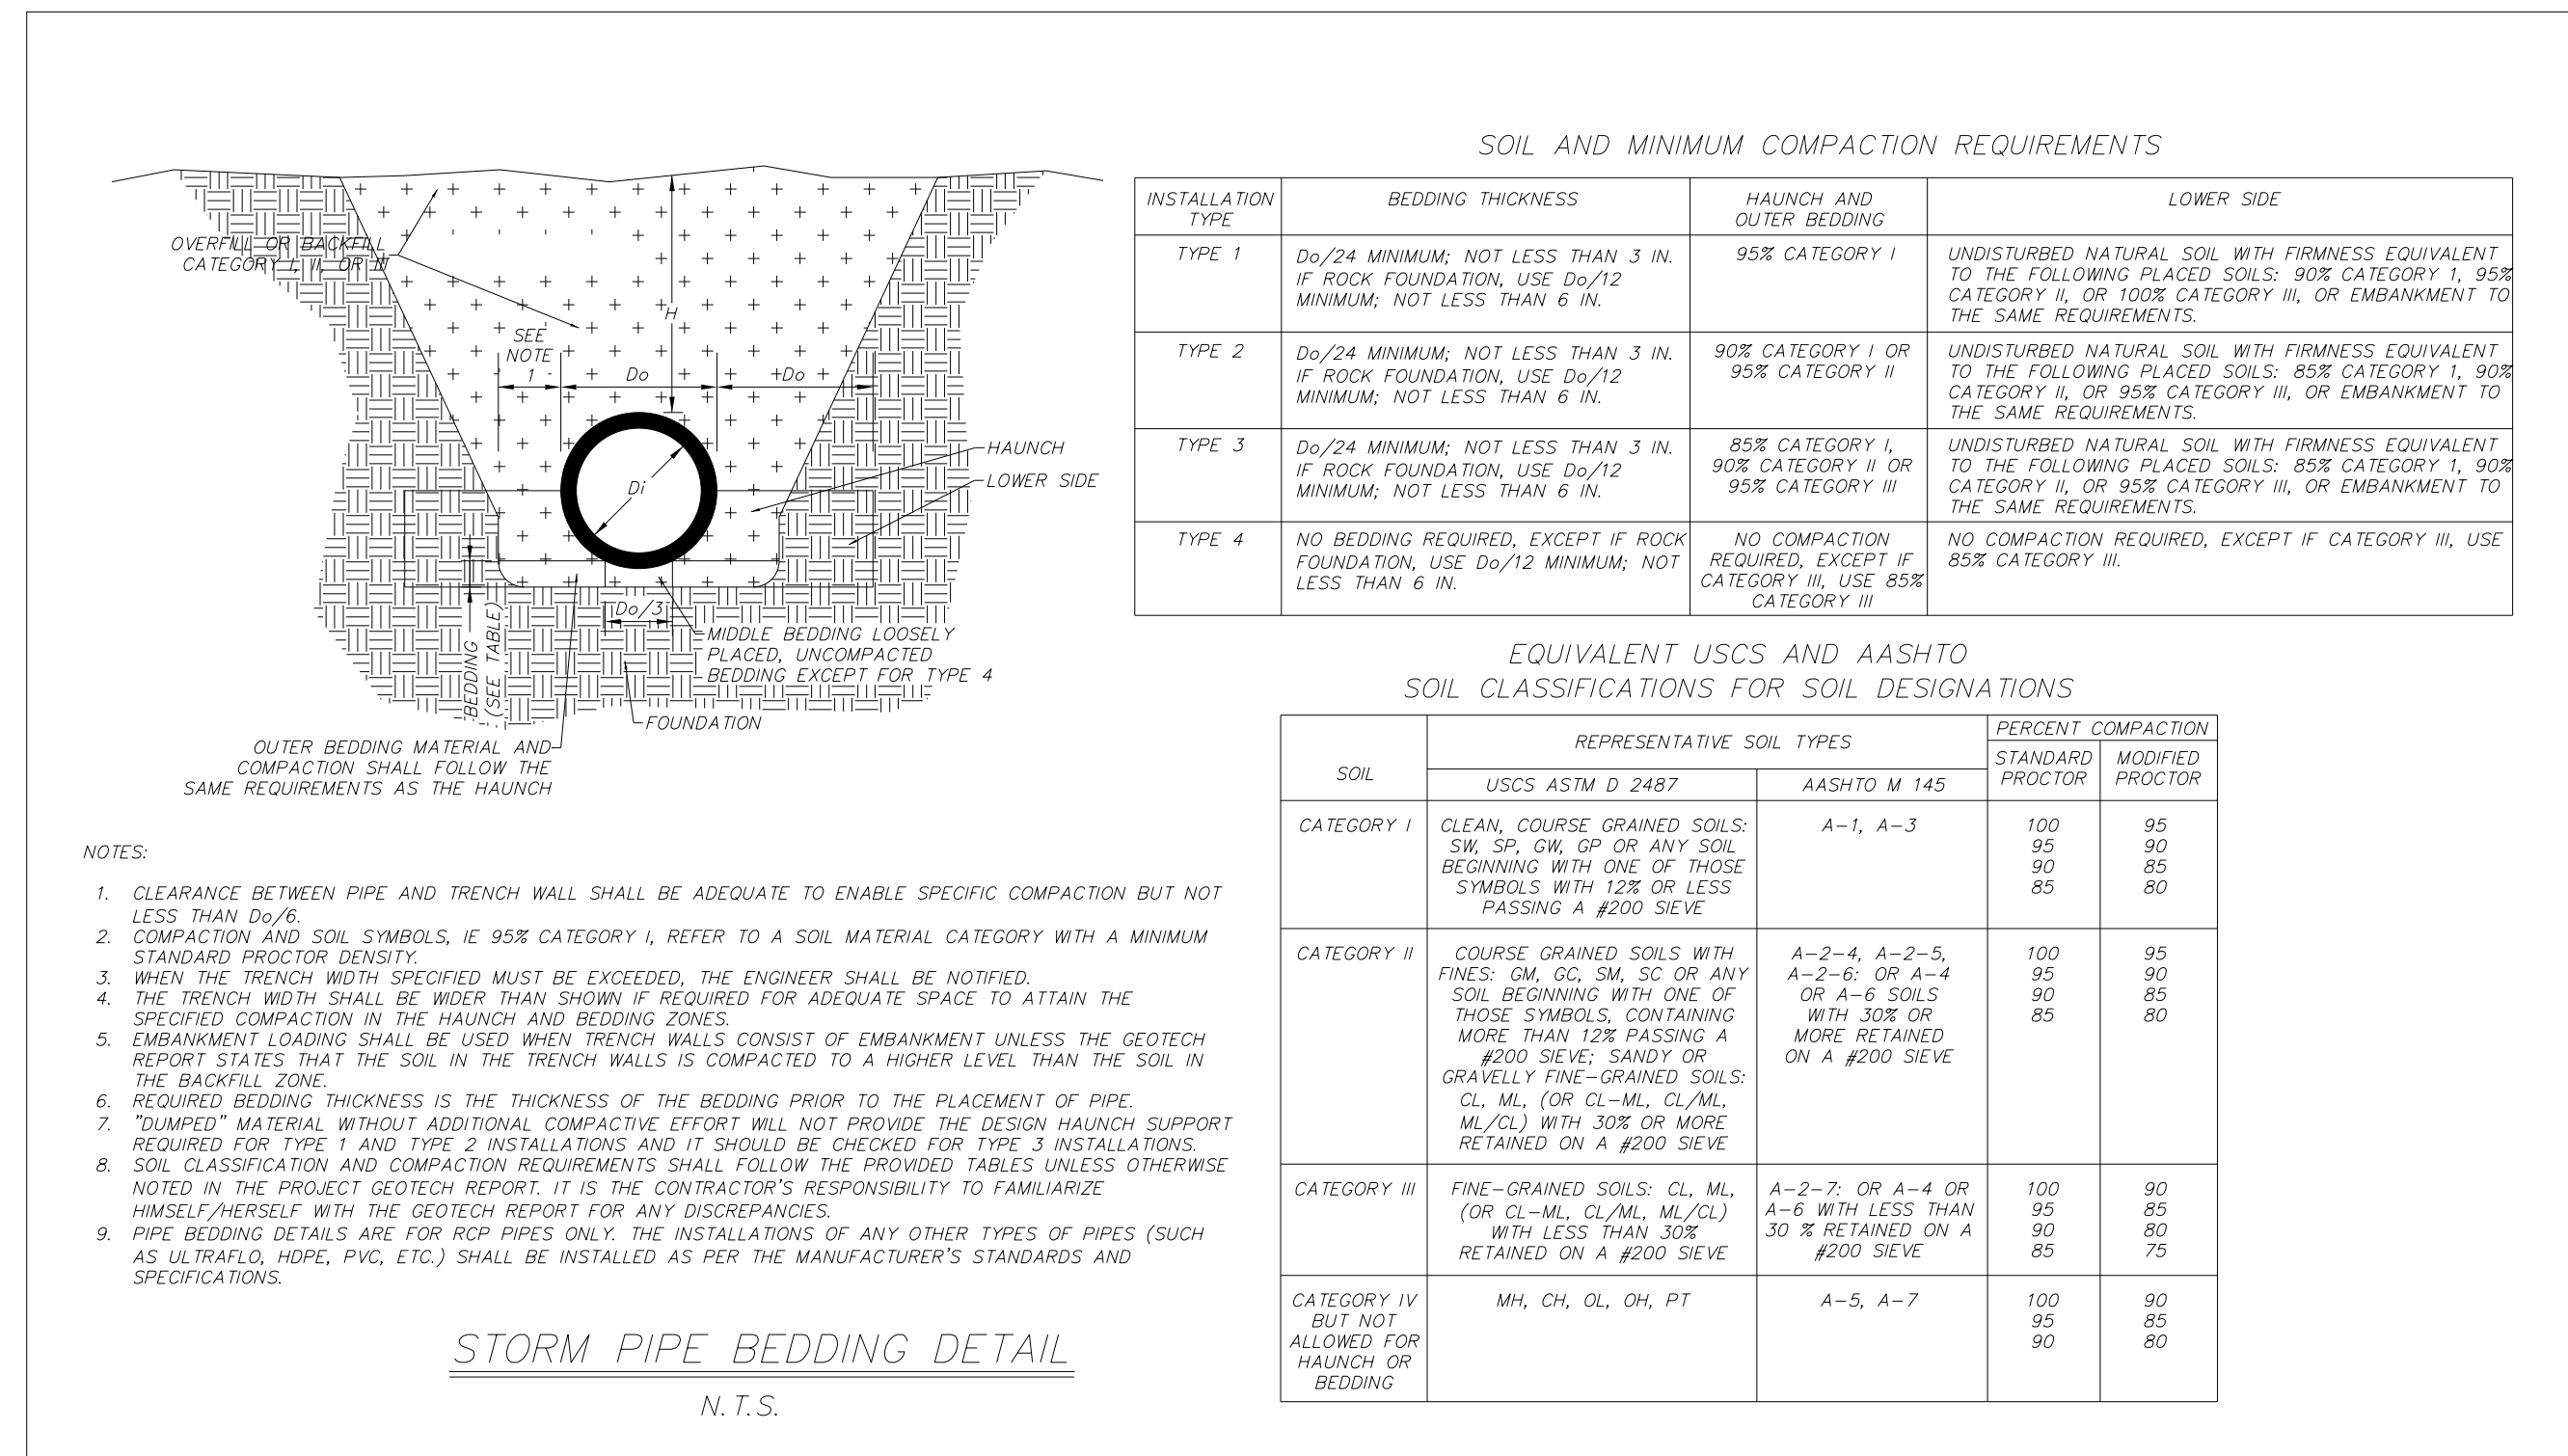 OVERFILL OR BACKFILL
CATEGORY I, II, OR III
SEE
NOTE
1
Do
Do
H
Di
HAUNCH
LOWER SIDE
Do/3
BEDDING
(SEE TABLE)
MIDDLE BEDDING LOOSELY
PLACED, UNCOMPACTED
BEDDING EXCEPT FOR TYPE 4
FOUNDATION
OUTER BEDDING MATERIAL AND
COMPACTION SHALL FOLLOW THE
SAME REQUIREMENTS AS THE HAUNCH
NOTES:
1. CLEARANCE BETWEEN PIPE AND TRENCH WALL SHALL BE ADEQUATE TO ENABLE SPECIFIC COMPACTION BUT NOT
LESS THAN Do/6.
2. COMPACTION AND SOIL SYMBOLS, IE 95% CATEGORY I, REFER TO A SOIL MATERIAL CATEGORY WITH A MINIMUM
STANDARD PROCTOR DENSITY.
3. WHEN THE TRENCH WIDTH SPECIFIED MUST BE EXCEEDED, THE ENGINEER SHALL BE NOTIFIED.
4. THE TRENCH WIDTH SHALL BE WIDER THAN SHOWN IF REQUIRED FOR ADEQUATE SPACE TO ATTAIN THE
SPECIFIED COMPACTION IN THE HAUNCH AND BEDDING ZONES.
5. EMBANKMENT LOADING SHALL BE USED WHEN TRENCH WALLS CONSIST OF EMBANKMENT UNLESS THE GEOTECH
REPORT STATES THAT THE SOIL IN THE TRENCH WALLS IS COMPACTED TO A HIGHER LEVEL THAN THE SOIL IN
THE BACKFILL ZONE.
6. REQUIRED BEDDING THICKNESS IS THE THICKNESS OF THE BEDDING PRIOR TO THE PLACEMENT OF PIPE.
7. "DUMPED" MATERIAL WITHOUT ADDITIONAL COMPACTIVE EFFORT WILL NOT PROVIDE THE DESIGN HAUNCH SUPPORT
REQUIRED FOR TYPE 1 AND TYPE 2 INSTALLATIONS AND IT SHOULD BE CHECKED FOR TYPE 3 INSTALLATIONS.
8. SOIL CLASSIFICATION AND COMPACTION REQUIREMENTS SHALL FOLLOW THE PROVIDED TABLES UNLESS OTHERWISE
NOTED IN THE PROJECT GEOTECH REPORT. IT IS THE CONTRACTOR'S RESPONSIBILITY TO FAMILIARIZE
HIMSELF/HERSELF WITH THE GEOTECH REPORT FOR ANY DISCREPANCIES.
9. PIPE BEDDING DETAILS ARE FOR RCP PIPES ONLY. THE INSTALLATIONS OF ANY OTHER TYPES OF PIPES (SUCH
AS ULTRAFLO, HDPE, PVC, ETC.) SHALL BE INSTALLED AS PER THE MANUFACTURER'S STANDARDS AND
SPECIFICATIONS.
STORM PIPE BEDDING DETAIL
N.T.S.
SOIL AND MINIMUM COMPACTION REQUIREMENTS
INSTALLATION
TYPE
BEDDING THICKNESS
HAUNCH AND
OUTER BEDDING
LOWER SIDE
TYPE 1
Do/24 MINIMUM; NOT LESS THAN 3 IN.
IF ROCK FOUNDATION, USE Do/12
MINIMUM; NOT LESS THAN 6 IN.
95% CATEGORY I
UNDISTURBED NATURAL SOIL WITH FIRMNESS EQUIVALENT
TO THE FOLLOWING PLACED SOILS: 90% CATEGORY 1, 95%
CATEGORY II, OR 100% CATEGORY III, OR EMBANKMENT TO
THE SAME REQUIREMENTS.
TYPE 2
Do/24 MINIMUM; NOT LESS THAN 3 IN.
IF ROCK FOUNDATION, USE Do/12
MINIMUM; NOT LESS THAN 6 IN.
90% CATEGORY I OR
95% CATEGORY II
UNDISTURBED NATURAL SOIL WITH FIRMNESS EQUIVALENT
TO THE FOLLOWING PLACED SOILS: 85% CATEGORY 1, 90%
CATEGORY II, OR 95% CATEGORY III, OR EMBANKMENT TO
THE SAME REQUIREMENTS.
TYPE 3
Do/24 MINIMUM; NOT LESS THAN 3 IN.
IF ROCK FOUNDATION, USE Do/12
MINIMUM; NOT LESS THAN 6 IN.
85% CATEGORY I,
90% CATEGORY II OR
95% CATEGORY III
UNDISTURBED NATURAL SOIL WITH FIRMNESS EQUIVALENT
TO THE FOLLOWING PLACED SOILS: 85% CATEGORY 1, 90%
CATEGORY II, OR 95% CATEGORY III, OR EMBANKMENT TO
THE SAME REQUIREMENTS.
TYPE 4
NO BEDDING REQUIRED, EXCEPT IF ROCK
FOUNDATION, USE Do/12 MINIMUM; NOT
LESS THAN 6 IN.
NO COMPACTION
REQUIRED, EXCEPT IF
CATEGORY III, USE 85%
CATEGORY III
NO COMPACTION REQUIRED, EXCEPT IF CATEGORY III, USE
85% CATEGORY III.
EQUIVALENT USCS AND AASHTO
SOIL CLASSIFICATIONS FOR SOIL DESIGNATIONS
SOIL
REPRESENTATIVE SOIL TYPES
PERCENT COMPACTION
USCS ASTM D 2487
AASHTO M 145
STANDARD
PROCTOR
MODIFIED
PROCTOR
CATEGORY I
CLEAN, COURSE GRAINED SOILS:
SW, SP, GW, GP OR ANY SOIL
BEGINNING WITH ONE OF THOSE
SYMBOLS WITH 12% OR LESS
PASSING A #200 SIEVE
A-1, A-3
100
95
90
85
95
90
85
80
CATEGORY II
COURSE GRAINED SOILS WITH
FINES: GM, GC, SM, SC OR ANY
SOIL BEGINNING WITH ONE OF
THOSE SYMBOLS, CONTAINING
MORE THAN 12% PASSING A
#200 SIEVE; SANDY OR
GRAVELLY FINE-GRAINED SOILS:
CL, ML, (OR CL-ML, CL/ML,
ML/CL) WITH 30% OR MORE
RETAINED ON A #200 SIEVE
A-2-4, A-2-5,
A-2-6: OR A-4
OR A-6 SOILS
WITH 30% OR
MORE RETAINED
ON A #200 SIEVE
100
95
90
85
95
90
85
80
CATEGORY III
FINE-GRAINED SOILS: CL, ML,
(OR CL-ML, CL/ML, ML/CL)
WITH LESS THAN 30%
RETAINED ON A #200 SIEVE
A-2-7: OR A-4 OR
A-6 WITH LESS THAN
30 % RETAINED ON A
#200 SIEVE
100
95
90
85
90
85
80
75
CATEGORY IV
BUT NOT
ALLOWED FOR
HAUNCH OR
BEDDING
MH, CH, OL, OH, PT
A-5, A-7
100
95
90
90
85
80